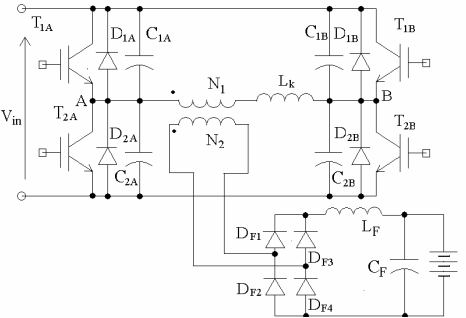 T1A
D1A
C1A
C1B
D1B
T1B
Vin
A
N1
Lk
B
T2A
D2A
C2A
N2
D2B
C2B
T2B
DF1
DF3
LF
CF
DF2
DF4